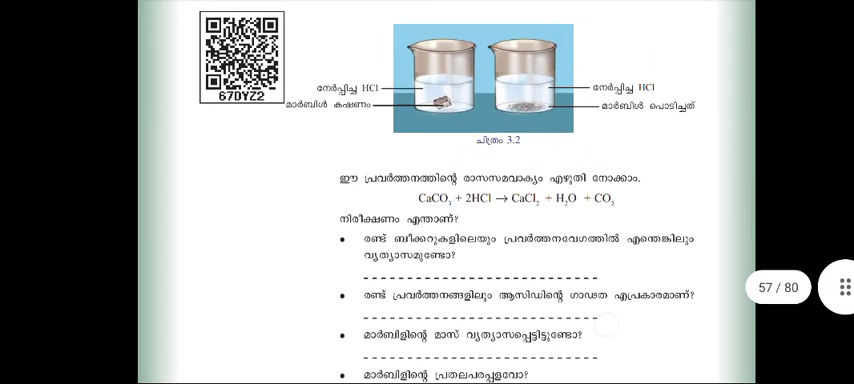 67DYZ2
നേർപ്പിച്ച HCl
മാർബിൾ കഷണം
നേർപ്പിച്ച HCl
മാർബിൾ പൊടിച്ചത്
ചിത്രം 3.2
ഈ പ്രവർത്തനത്തിന്റെ രാസസമവാക്യം എഴുതി നോക്കാം.
CaCO₃ + 2HCl → CaCl₂ + H₂O + CO₂
നിരീക്ഷണം എന്താണ്?
• രണ്ട് ബീക്കറുകളിലെയും പ്രവർത്തനവേഗത്തിൽ എന്തെങ്കിലും
വ്യത്യാസമുണ്ടോ?
• രണ്ട് പ്രവർത്തനങ്ങളിലും ആസിഡിന്റെ ഗാഢത എപ്രകാരമാണ്?
• മാർബിളിന്റെ മാസ് വ്യത്യാസപ്പെട്ടിട്ടുണ്ടോ?
• മാർബിളിന്റെ പ്രതലപരപ്പളവോ?
57 / 80